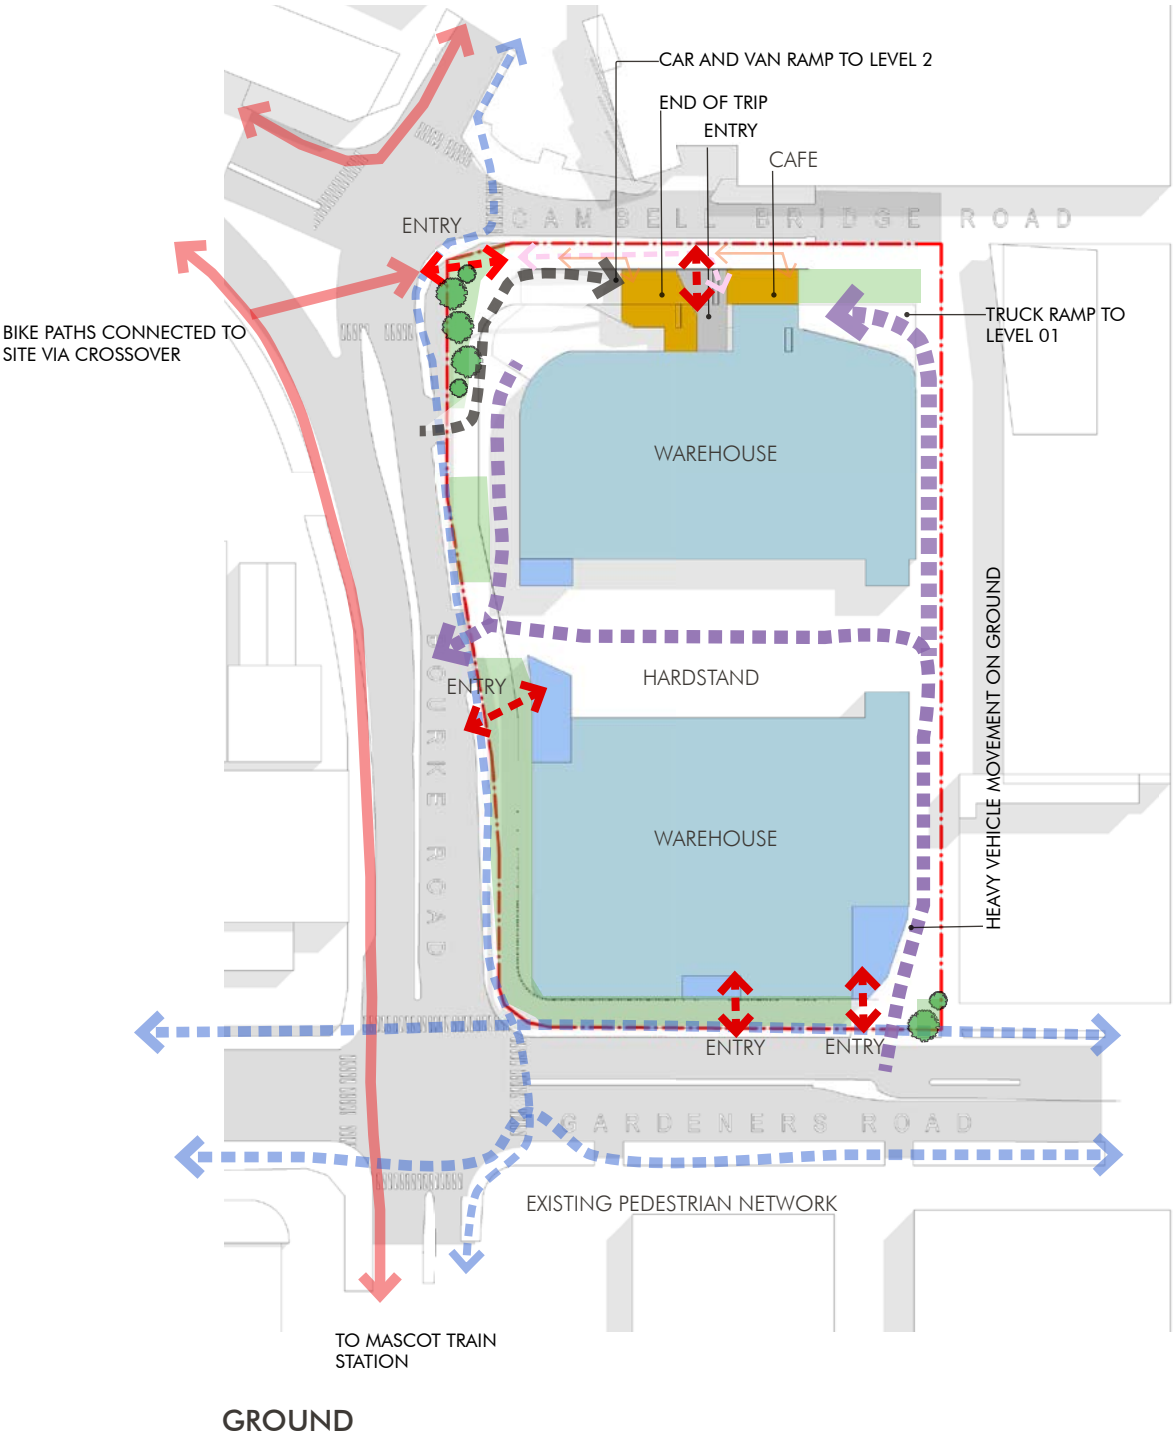 CAR AND VAN RAMP TO LEVEL 2
END OF TRIP
ENTRY
CAFE
ENTRY
CAMBELL BRIDGE ROAD
BIKE PATHS CONNECTED TO
SITE VIA CROSSOVER
TRUCK RAMP TO
LEVEL 01
WAREHOUSE
HARDSTAND
ENTRY
BOURKE ROAD
HEAVY VEHICLE MOVEMENT ON GROUND
WAREHOUSE
ENTRY
ENTRY
GARDENERS ROAD
EXISTING PEDESTRIAN NETWORK
TO MASCOT TRAIN
STATION
GROUND